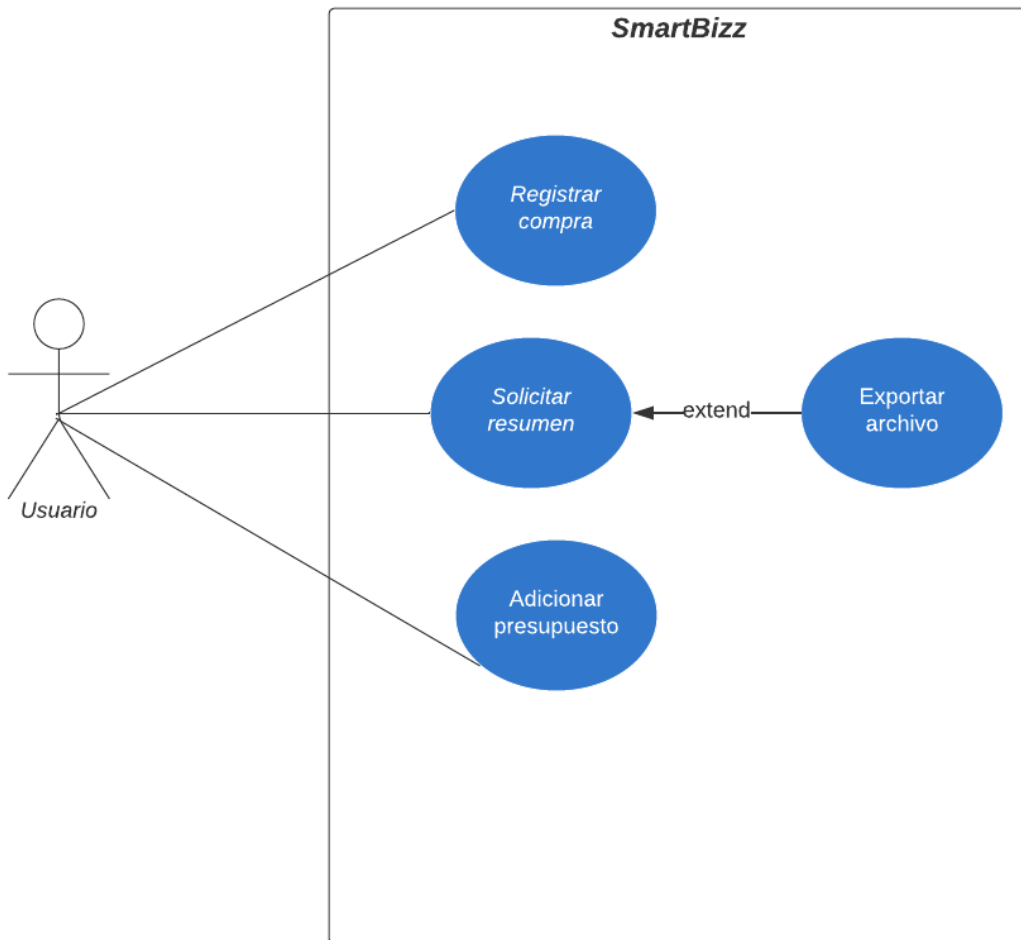 SmartBizz
Registrar
compra
Solicitar
resumen
extend
Exportar
archivo
Usuario
Adicionar
presupuesto